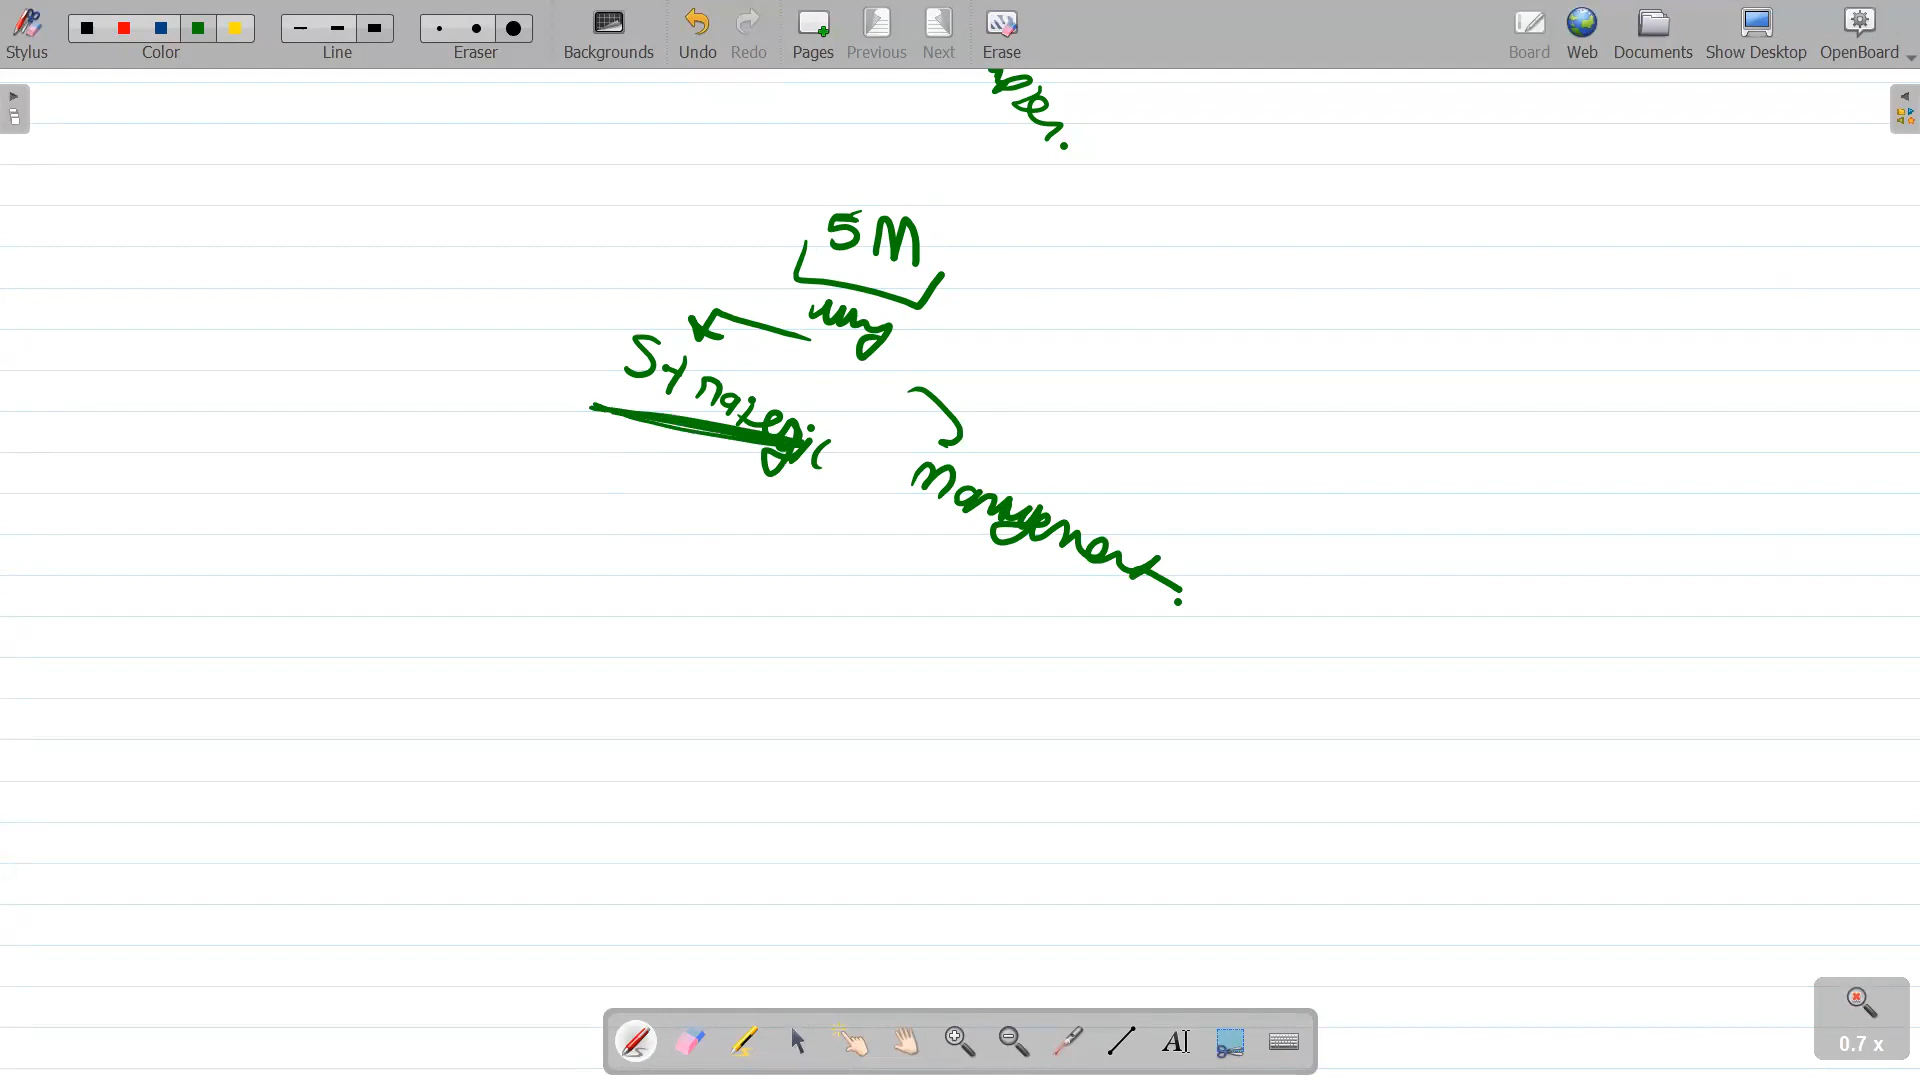 Stylus
Color
Line
Eraser
Backgrounds
Undo
Redo
Pages
Previous
Next
Erase
Board
Web
Documents
Show Desktop
OpenBoard
5M
Strategic
Management.
0.7 x